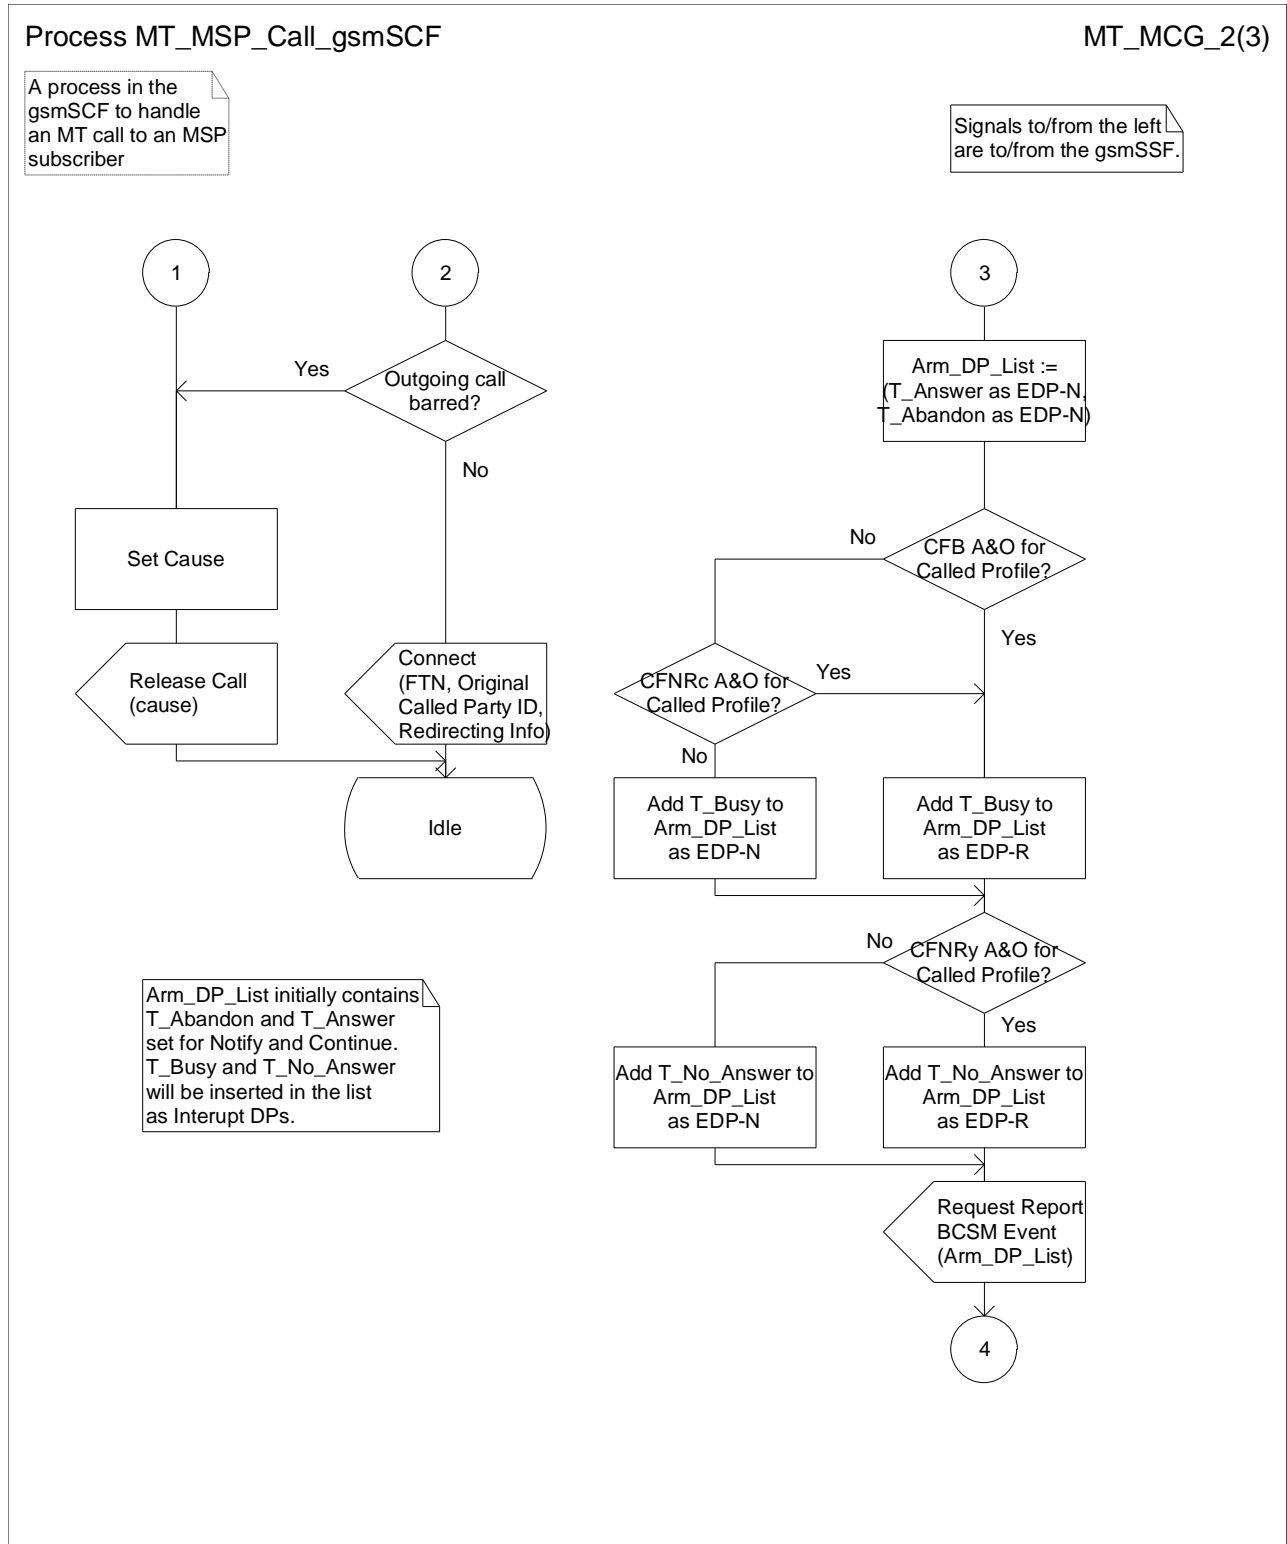 Process MT_MSP_Call_gsmSCF
MT_MCG_2(3)
A process in the
gsmSCF to handle
an MT call to an MSP
subscriber
Signals to/from the left
are to/from the gsmSSF.
1
2
3
Yes
Outgoing call
barred?
No
Set Cause
Release Call
(cause)
Connect
(FTN, Original
Called Party ID,
Redirecting Info)
Idle
Arm_DP_List :=
(T_Answer as EDP-N,
T_Abandon as EDP-N)
No
CFB A&O for
Called Profile?
Yes
CFNRc A&O for
Called Profile?
Yes
No
Add T_Busy to
Arm_DP_List
as EDP-N
Add T_Busy to
Arm_DP_List
as EDP-R
No
CFNRy A&O for
Called Profile?
Yes
Arm_DP_List initially contains
T_Abandon and T_Answer
set for Notify and Continue.
T_Busy and T_No_Answer
will be inserted in the list
as Interupt DPs.
Add T_No_Answer to
Arm_DP_List
as EDP-N
Add T_No_Answer to
Arm_DP_List
as EDP-R
Request Report
BCSM Event
(Arm_DP_List)
4